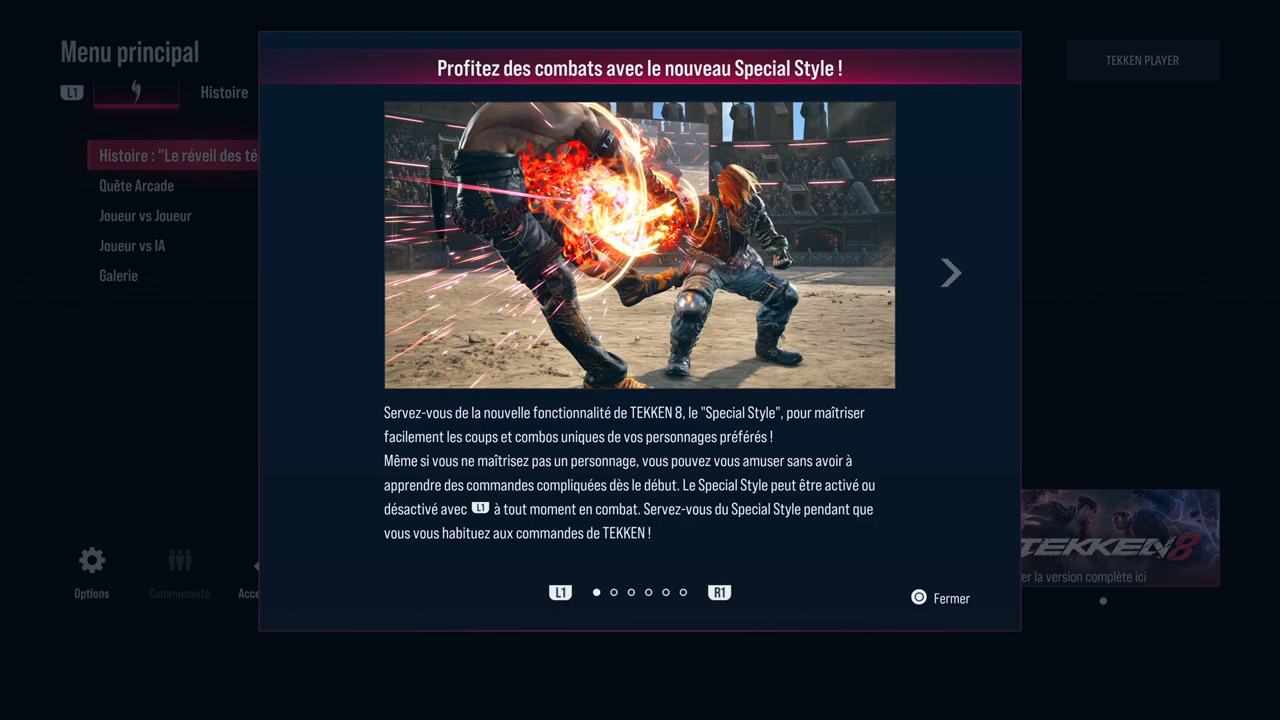 Menu principal
Profitez des combats avec le nouveau Special Style !
TEKKEN PLAYER
L1
Histoire
Histoire : "Le réveil des té
Quête Arcade
Joueur vs Joueur
Joueur vs IA
Galerie
Servez-vous de la nouvelle fonctionnalité de TEKKEN 8, le "Special Style", pour maîtriser
facilement les coups et combos uniques de vos personnages préférés !
Même si vous ne maîtrisez pas un personnage, vous pouvez vous amuser sans avoir à
apprendre des commandes compliquées dès le début. Le Special Style peut être activé ou
désactivé avec L1 à tout moment en combat. Servez-vous du Special Style pendant que
vous vous habituez aux commandes de TEKKEN !
TEKKEN 8
er la version complète ici
Options
Communauté
Acce
L1
R1
Fermer